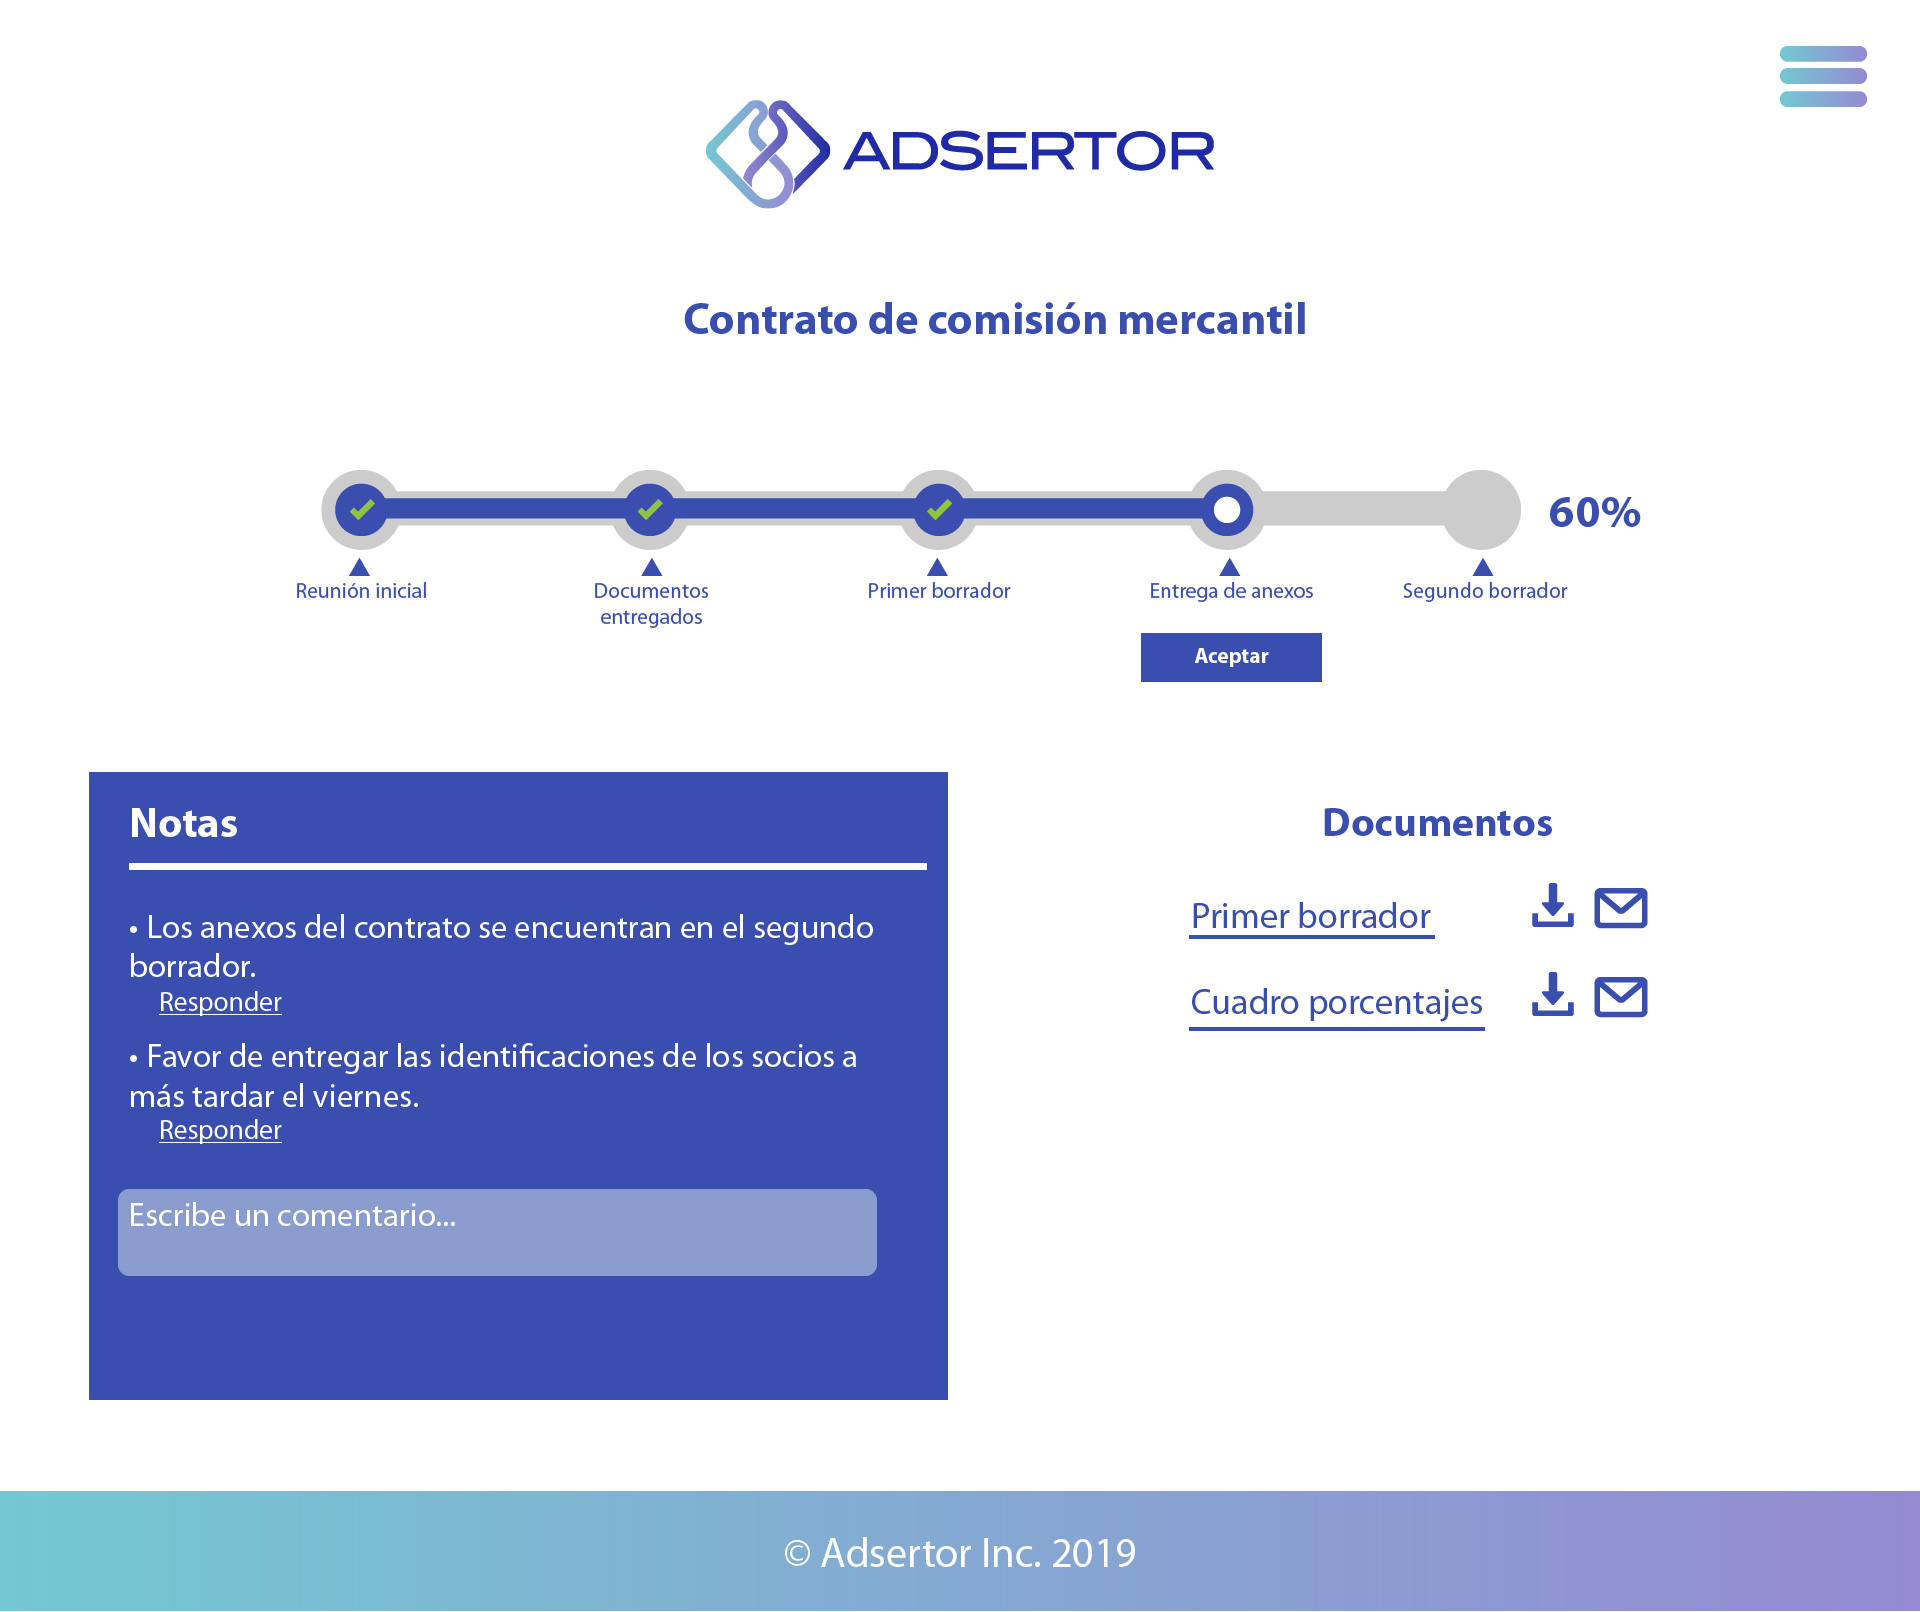 ADSERTOR
Contrato de comisión mercantil
60%
Reunión inicial
Documentos
entregados
Primer borrador
Entrega de anexos
Segundo borrador
Aceptar
Notas
• Los anexos del contrato se encuentran en el segundo
borrador.
Responder
• Favor de entregar las identificaciones de los socios a
más tardar el viernes.
Responder
Escribe un comentario...
Documentos
Primer borrador
Cuadro porcentajes
© Adsertor Inc. 2019